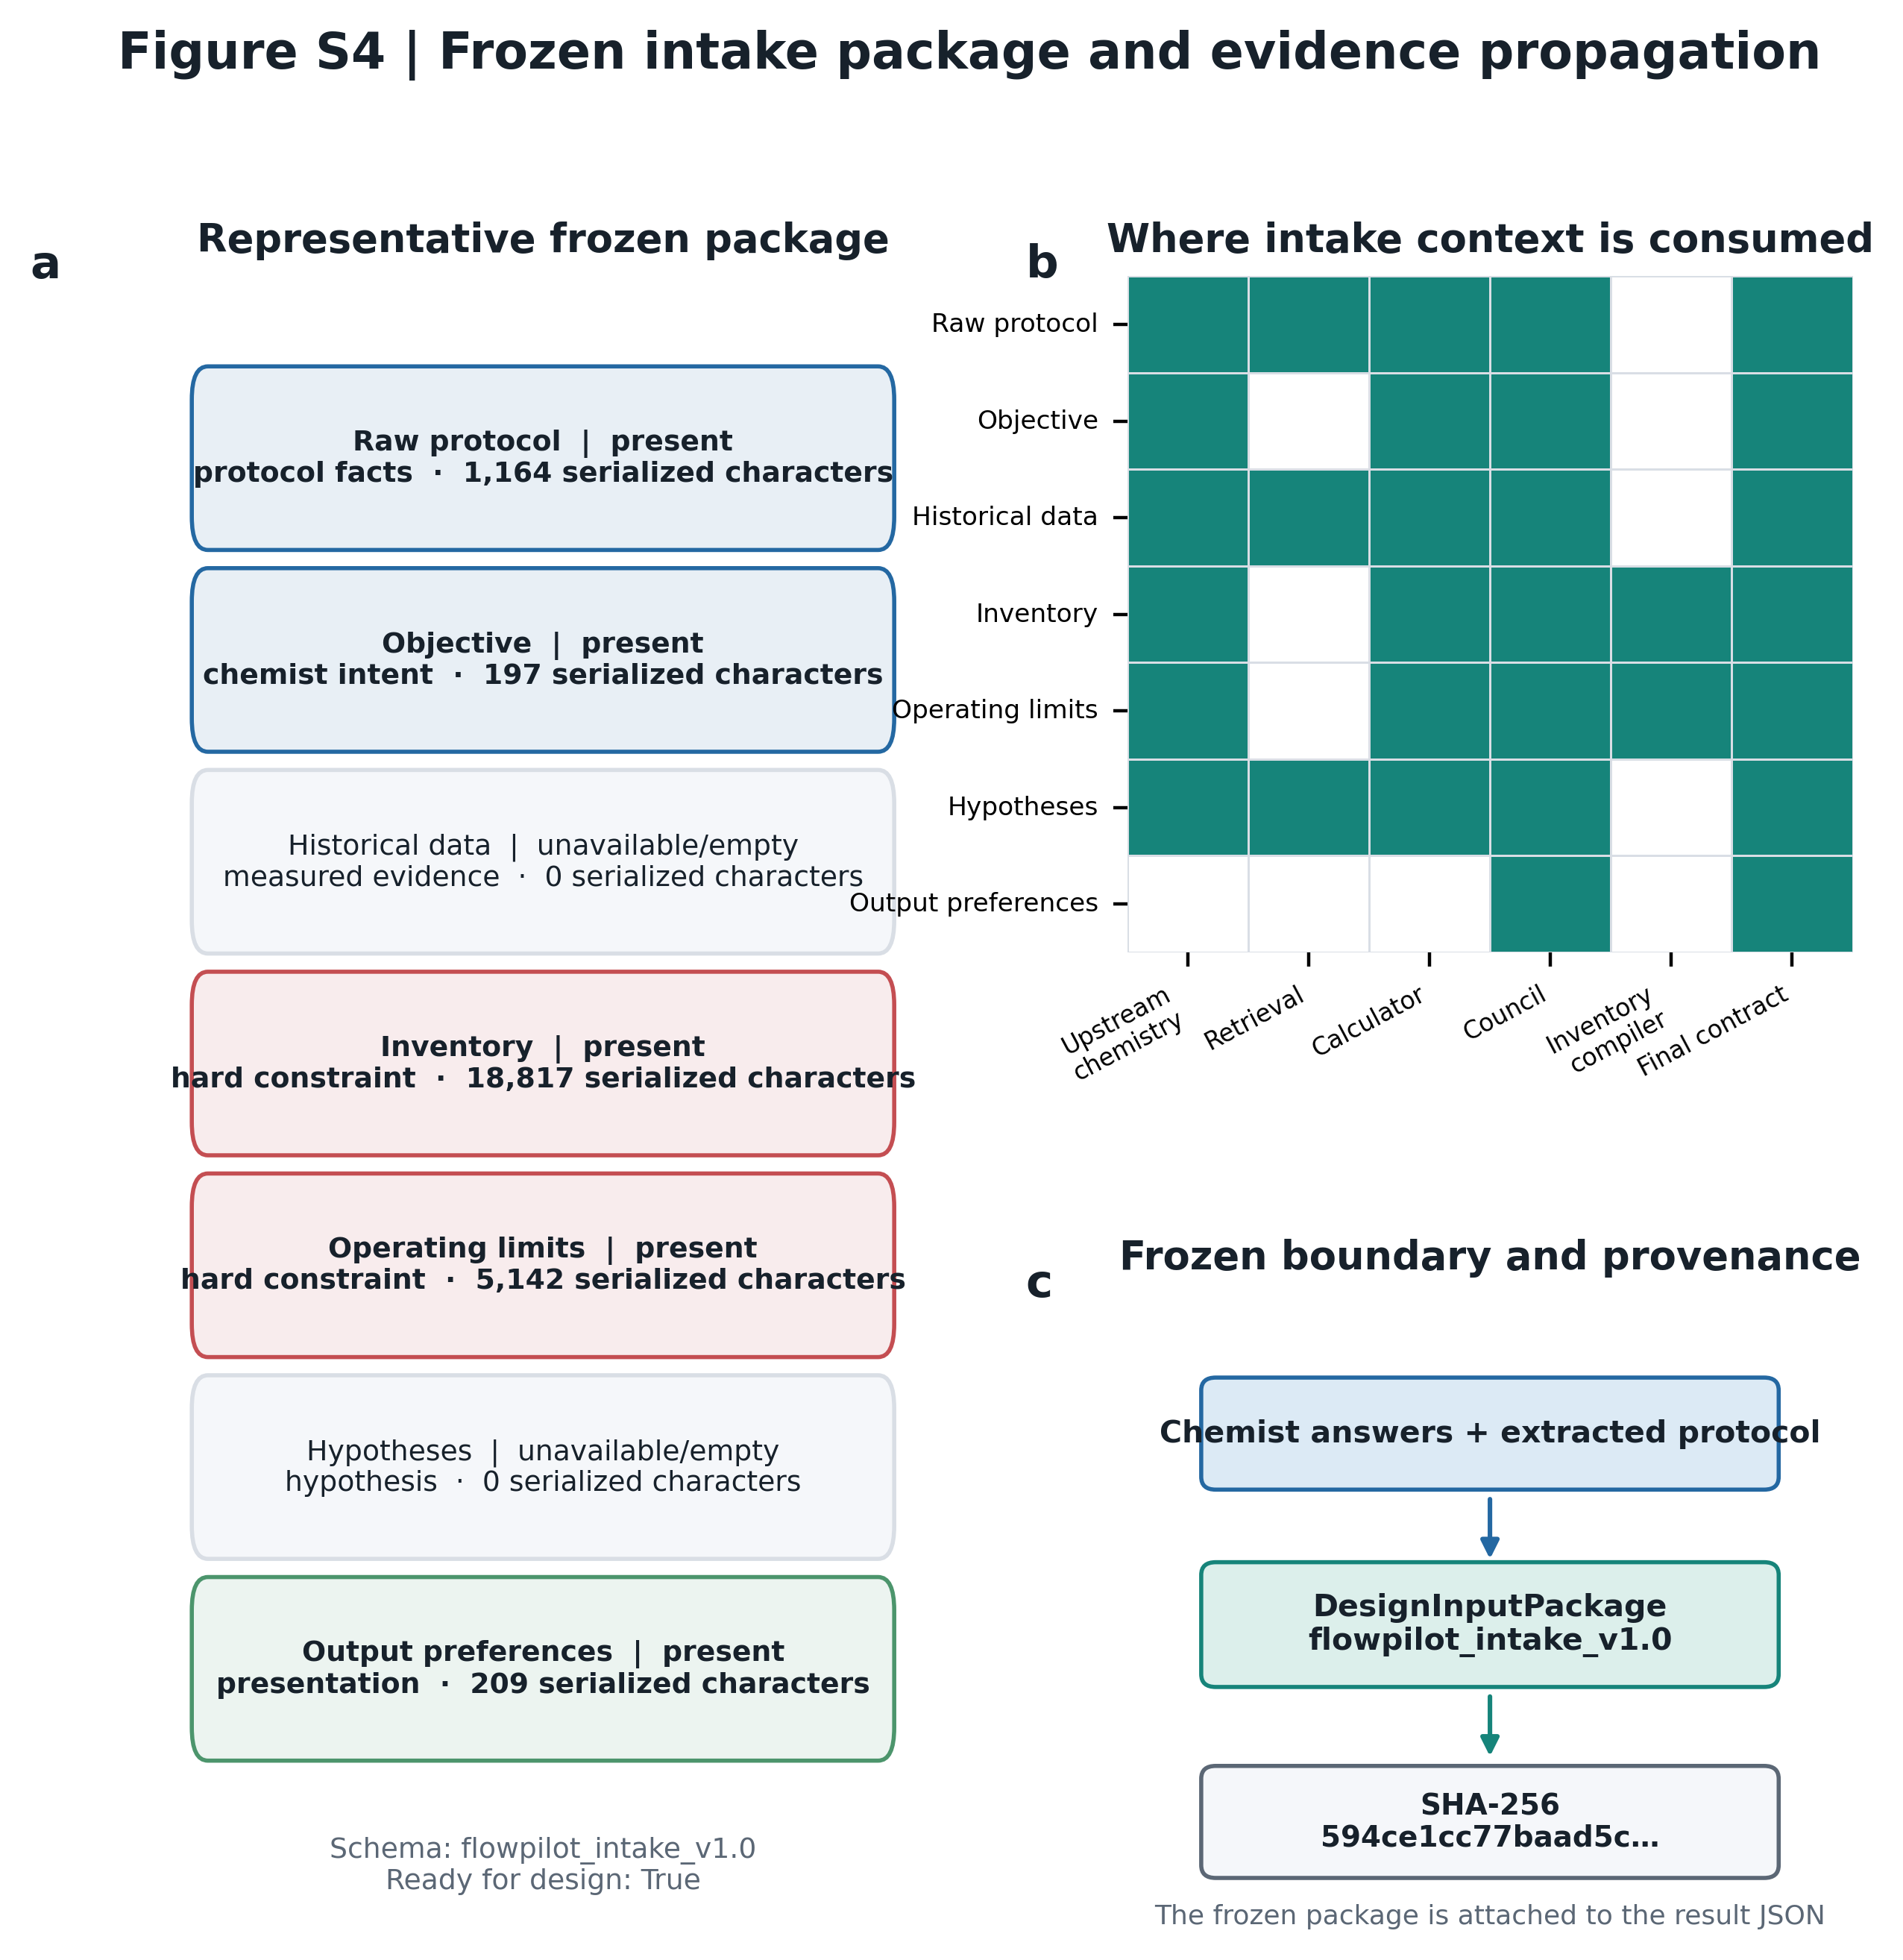 Figure S4 | Frozen intake package and evidence propagation
a
Representative frozen package
Raw protocol | present
protocol facts · 1,164 serialized characters
Objective | present
chemist intent · 197 serialized characters
Historical data | unavailable/empty
measured evidence · 0 serialized characters
Inventory | present
hard constraint · 18,817 serialized characters
Operating limits | present
hard constraint · 5,142 serialized characters
Hypotheses | unavailable/empty
hypothesis · 0 serialized characters
Output preferences | present
presentation · 209 serialized characters
Schema: flowpilot_intake_v1.0
Ready for design: True
b
Where intake context is consumed
Raw protocol
Objective
Historical data
Inventory
Operating limits
Hypotheses
Output preferences
Upstream
chemistry
Retrieval
Calculator
Council
Inventory
compiler
Final contract
c
Frozen boundary and provenance
Chemist answers + extracted protocol
DesignInputPackage
flowpilot_intake_v1.0
SHA-256
594ce1cc77baad5c…
The frozen package is attached to the result JSON